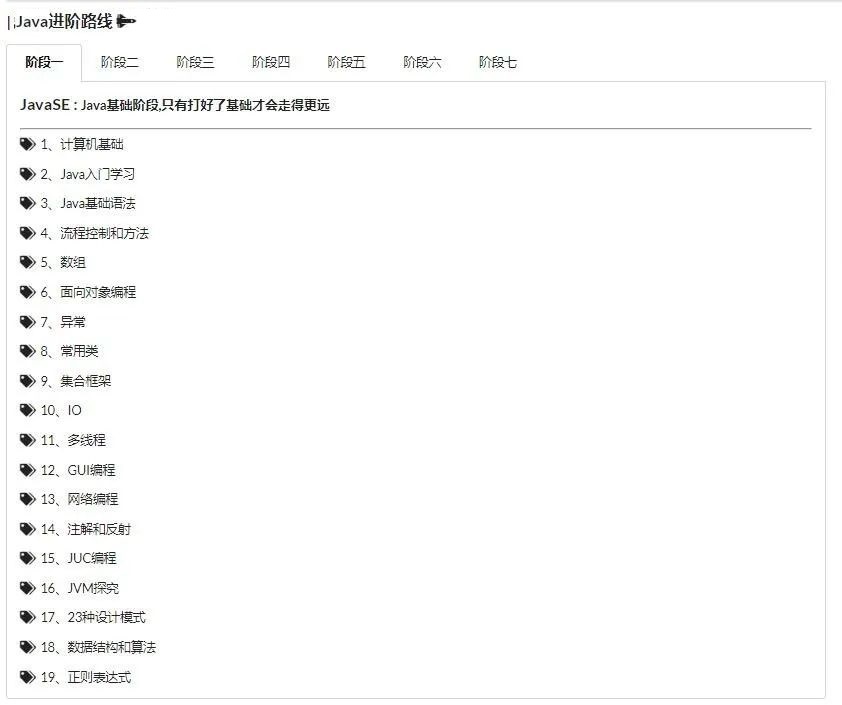 Java进阶路线
阶段一 阶段二 阶段三 阶段四 阶段五 阶段六 阶段七
JavaSE : Java基础阶段,只有打好了基础才会走得更远
1、计算机基础
2、Java入门学习
3、Java基础语法
4、流程控制和方法
5、数组
6、面向对象编程
7、异常
8、常用类
9、集合框架
10、IO
11、多线程
12、GUI编程
13、网络编程
14、注解和反射
15、JUC编程
16、JVM探究
17、23种设计模式
18、数据结构和算法
19、正则表达式